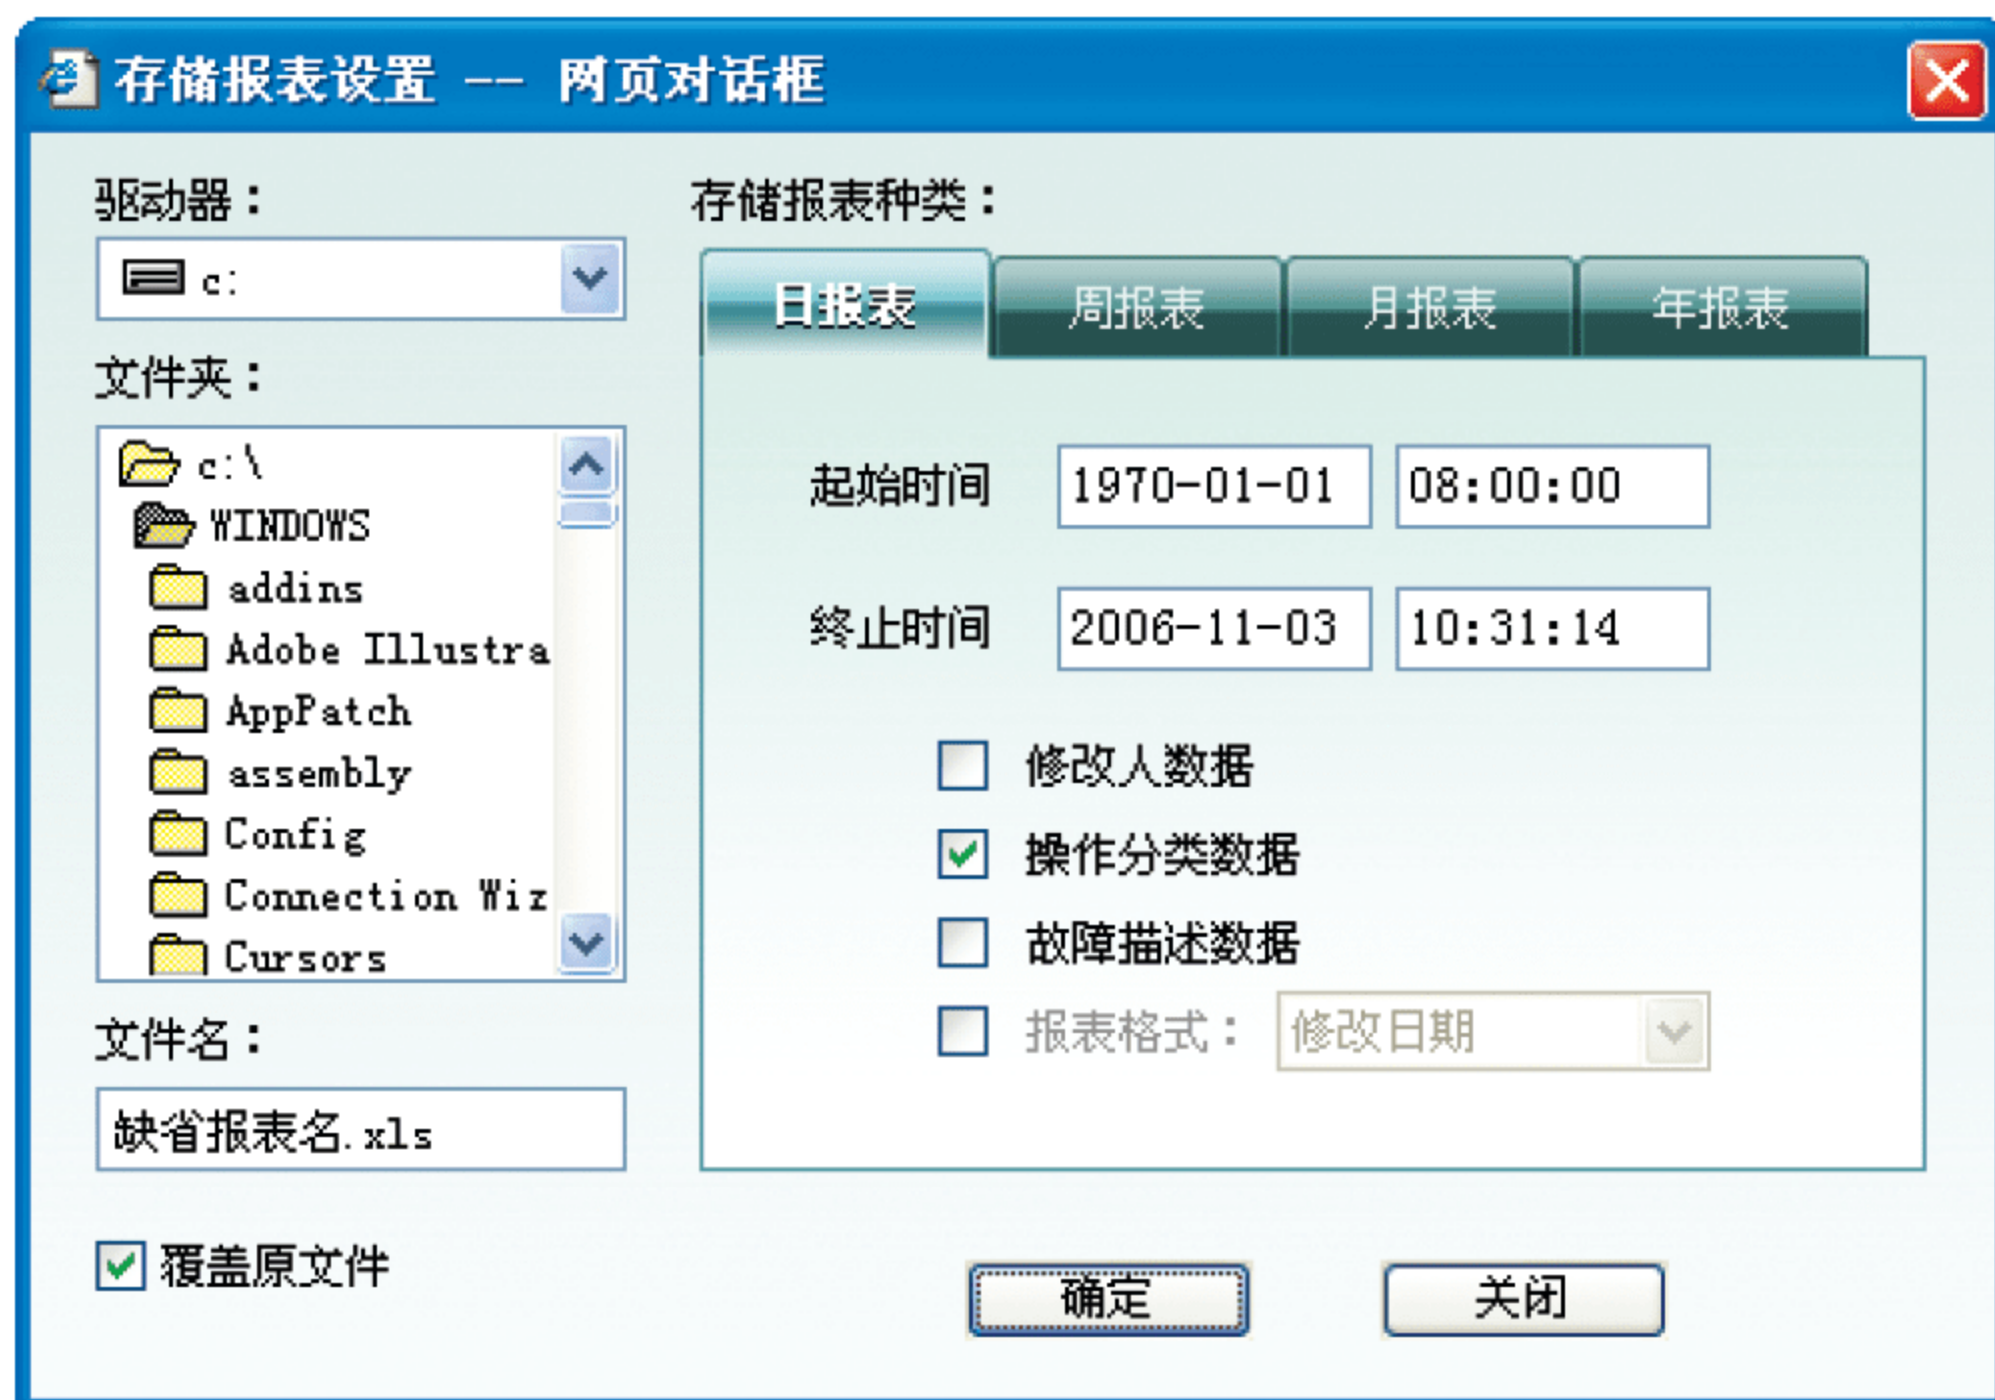 存储报表设置 -- 网页对话框
驱动器：
c:
文件夹：
c:\
WINDOWS
addins
Adobe Illustra
AppPatch
assembly
Config
Connection Wiz
Cursors
文件名：
缺省报表名.xls
覆盖原文件
存储报表种类：
日报表 周报表 月报表 年报表
起始时间 1970-01-01 08:00:00
终止时间 2006-11-03 10:31:14
修改人数据
操作分类数据
故障描述数据
报表格式： 修改日期
确定 关闭